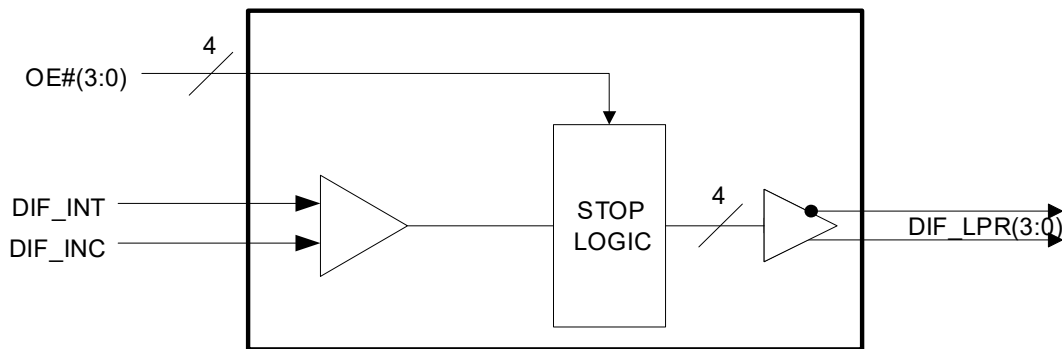 4
OE#(3:0)
DIF_INT
DIF_INC
STOP
LOGIC
4
DIF_LPR(3:0)